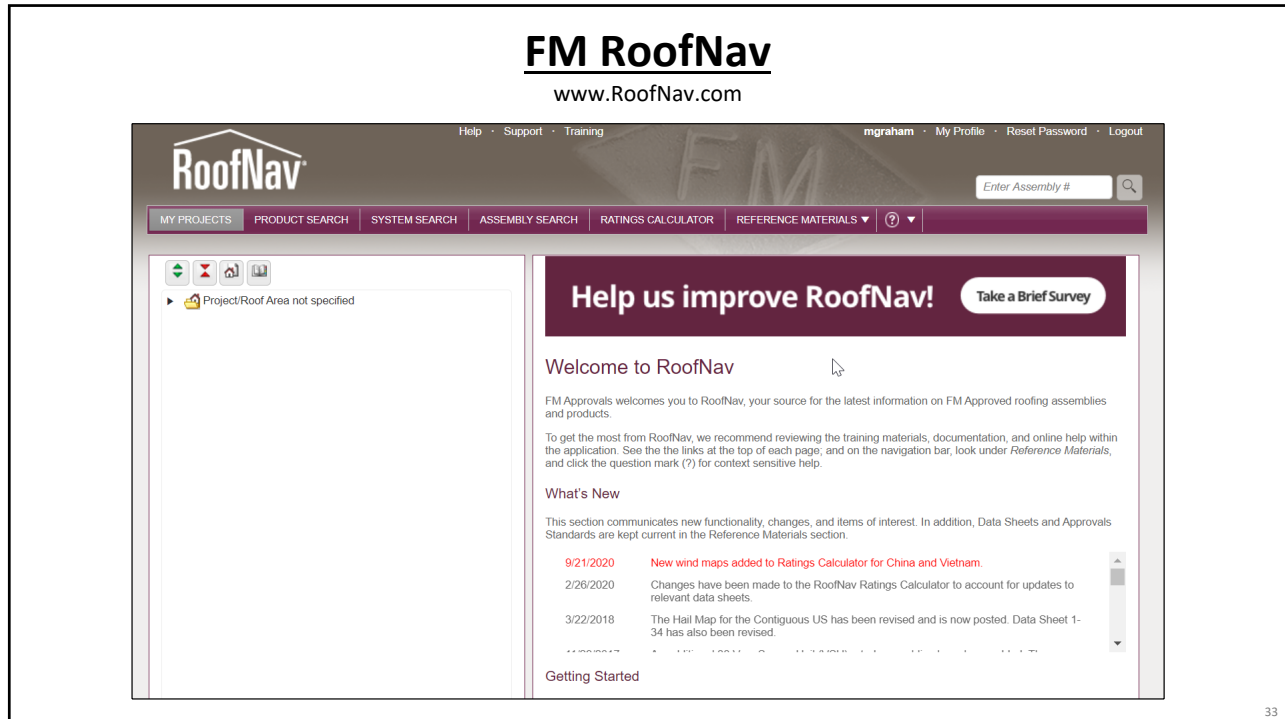 FM RoofNav
www.RoofNav.com
Help · Support · Training
mgraham · My Profile · Reset Password · Logout
FM
RoofNav
Enter Assembly #
MY PROJECTS PRODUCT SEARCH SYSTEM SEARCH ASSEMBLY SEARCH RATINGS CALCULATOR REFERENCE MATERIALS ▼ ? ▼
Project/Roof Area not specified
Help us improve RoofNav! Take a Brief Survey
Welcome to RoofNav
FM Approvals welcomes you to RoofNav, your source for the latest information on FM Approved roofing assemblies
and products.
To get the most from RoofNav, we recommend reviewing the training materials, documentation, and online help within
the application. See the the links at the top of each page; and on the navigation bar, look under Reference Materials,
and click the question mark (?) for context sensitive help.
What's New
This section communicates new functionality, changes, and items of interest. In addition, Data Sheets and Approvals
Standards are kept current in the Reference Materials section.
9/21/2020 New wind maps added to Ratings Calculator for China and Vietnam.
2/26/2020 Changes have been made to the RoofNav Ratings Calculator to account for updates to
relevant data sheets.
3/22/2018 The Hail Map for the Contiguous US has been revised and is now posted. Data Sheet 1-
34 has also been revised.
Getting Started
33